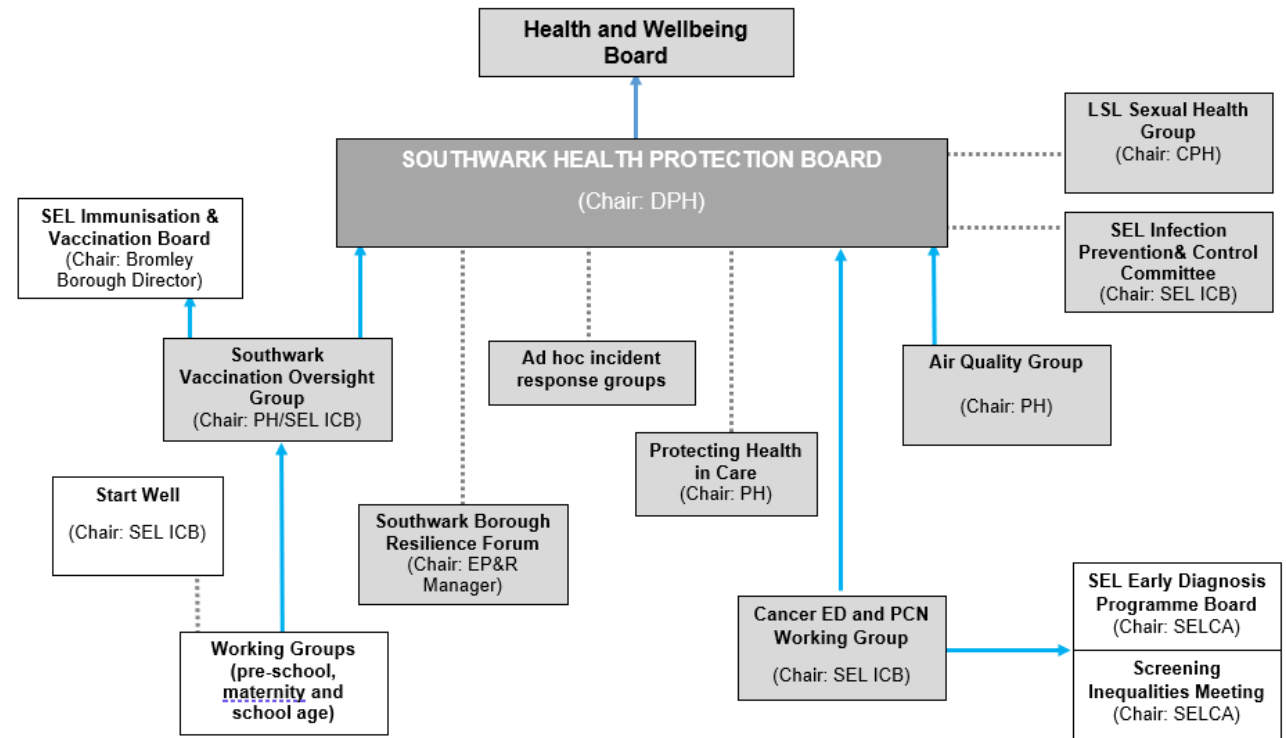 Health and Wellbeing
Board
SOUTHWARK HEALTH PROTECTION BOARD
(Chair: DPH)
LSL Sexual Health
Group
(Chair: CPH)
SEL Immunisation &
Vaccination Board
(Chair: Bromley
Borough Director)
SEL Infection
Prevention& Control
Committee
(Chair: SEL ICB)
Southwark
Vaccination Oversight
Group
(Chair: PH/SEL ICB)
Ad hoc incident
response groups
Air Quality Group
(Chair: PH)
Protecting Health
in Care
(Chair: PH)
Start Well
(Chair: SEL ICB)
Southwark Borough
Resilience Forum
(Chair: EP&R
Manager)
Working Groups
(pre-school,
maternity and
school age)
Cancer ED and PCN
Working Group
(Chair: SEL ICB)
SEL Early Diagnosis
Programme Board
(Chair: SELCA)
Screening
Inequalities Meeting
(Chair: SELCA)